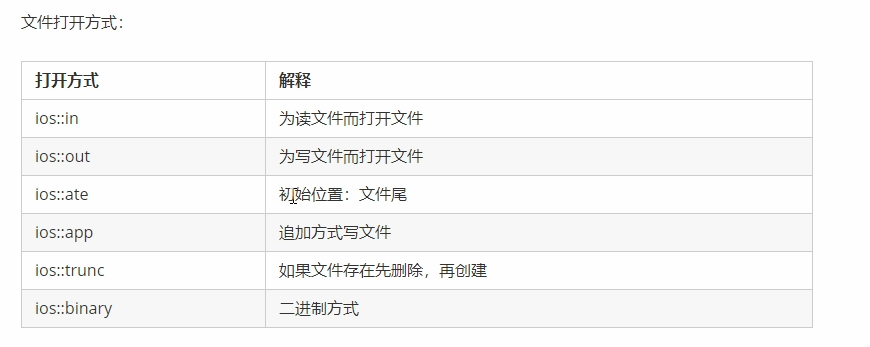 文件打开方式：
打开方式 解释
ios::in 为读文件而打开文件
ios::out 为写文件而打开文件
ios::ate 初始位置：文件尾
ios::app 追加方式写文件
ios::trunc 如果文件存在先删除，再创建
ios::binary 二进制方式